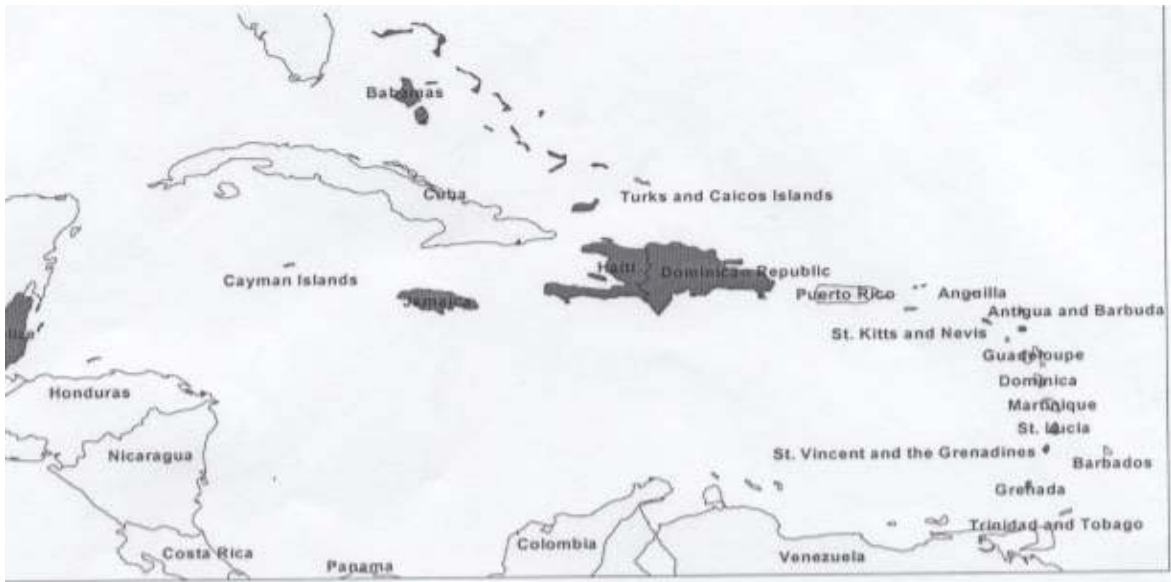 Bahamas
Cuba
Turks and Caicos Islands
Haiti
Dominican Republic
Cayman Islands
Jamaica
Puerto Rico
Anguilla
Antigua and Barbuda
St. Kitts and Nevis
Guadeloupe
Dominica
Honduras
Martinique
St. Lucia
Nicaragua
St. Vincent and the Grenadines
Barbados
Grenada
Trinidad and Tobago
Costa Rica
Colombia
Venezuela
Panama